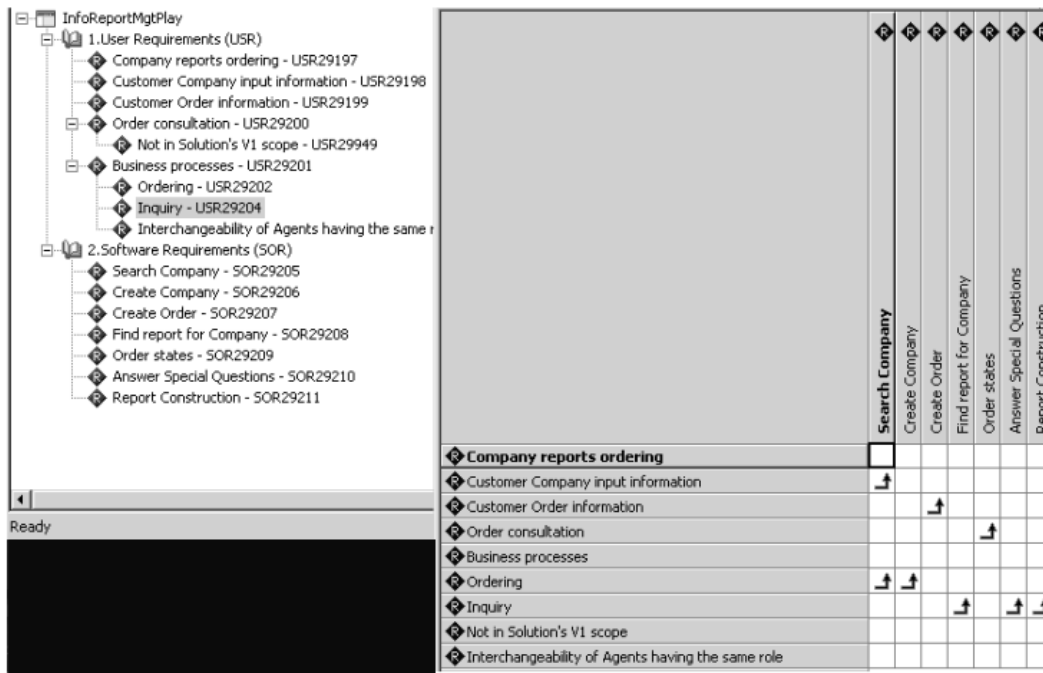 InfoReportMgtPlay
1.User Requirements (USR)
Company reports ordering - USR29197
Customer Company input information - USR29198
Customer Order information - USR29199
Order consultation - USR29200
Not in Solution's V1 scope - USR29949
Business processes - USR29201
Ordering - USR29202
Inquiry - USR29204
Interchangeability of Agents having the same r
2.Software Requirements (SOR)
Search Company - SOR29205
Create Company - SOR29206
Create Order - SOR29207
Find report for Company - SOR29208
Order states - SOR29209
Answer Special Questions - SOR29210
Report Construction - SOR29211
Ready
Search Company
Create Company
Create Order
Find report for Company
Order states
Answer Special Questions
Report Construction
Company reports ordering
Customer Company input information
Customer Order information
Order consultation
Business processes
Ordering
Inquiry
Not in Solution's V1 scope
Interchangeability of Agents having the same role